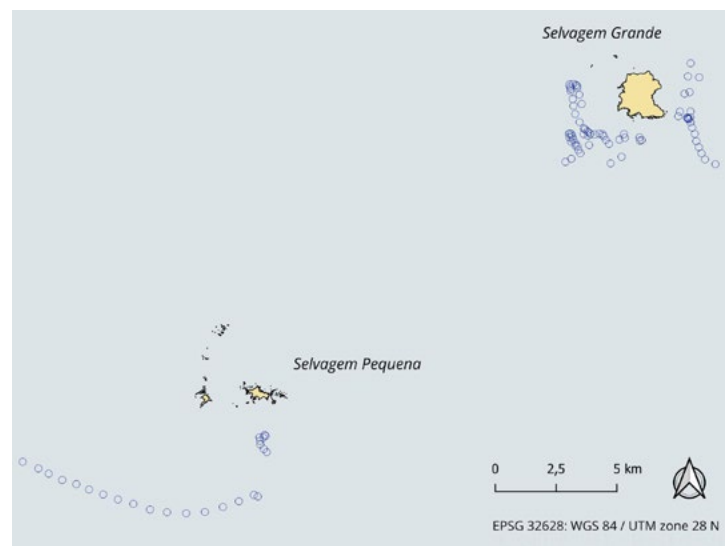 Selvagem Grande
Selvagem Pequena
0 2,5 5 km
EPSG 32628: WGS 84 / UTM zone 28 N